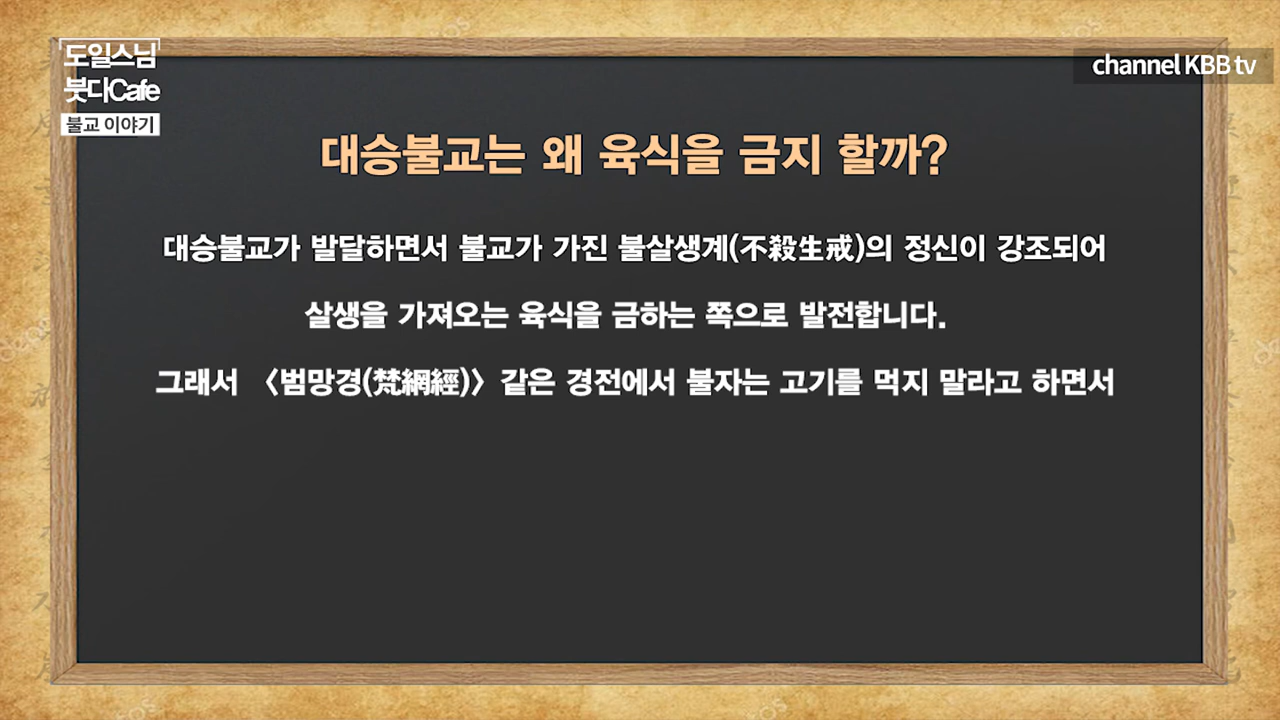 도일스님
붓다Cafe
불교 이야기
channel KBB tv
대승불교는 왜 육식을 금지 할까?
대승불교가 발달하면서 불교가 가진 불살생계(不殺生戒)의 정신이 강조되어
살생을 가져오는 육식을 금하는 쪽으로 발전합니다.
그래서 〈범망경(梵網經)〉 같은 경전에서 불자는 고기를 먹지 말라고 하면서